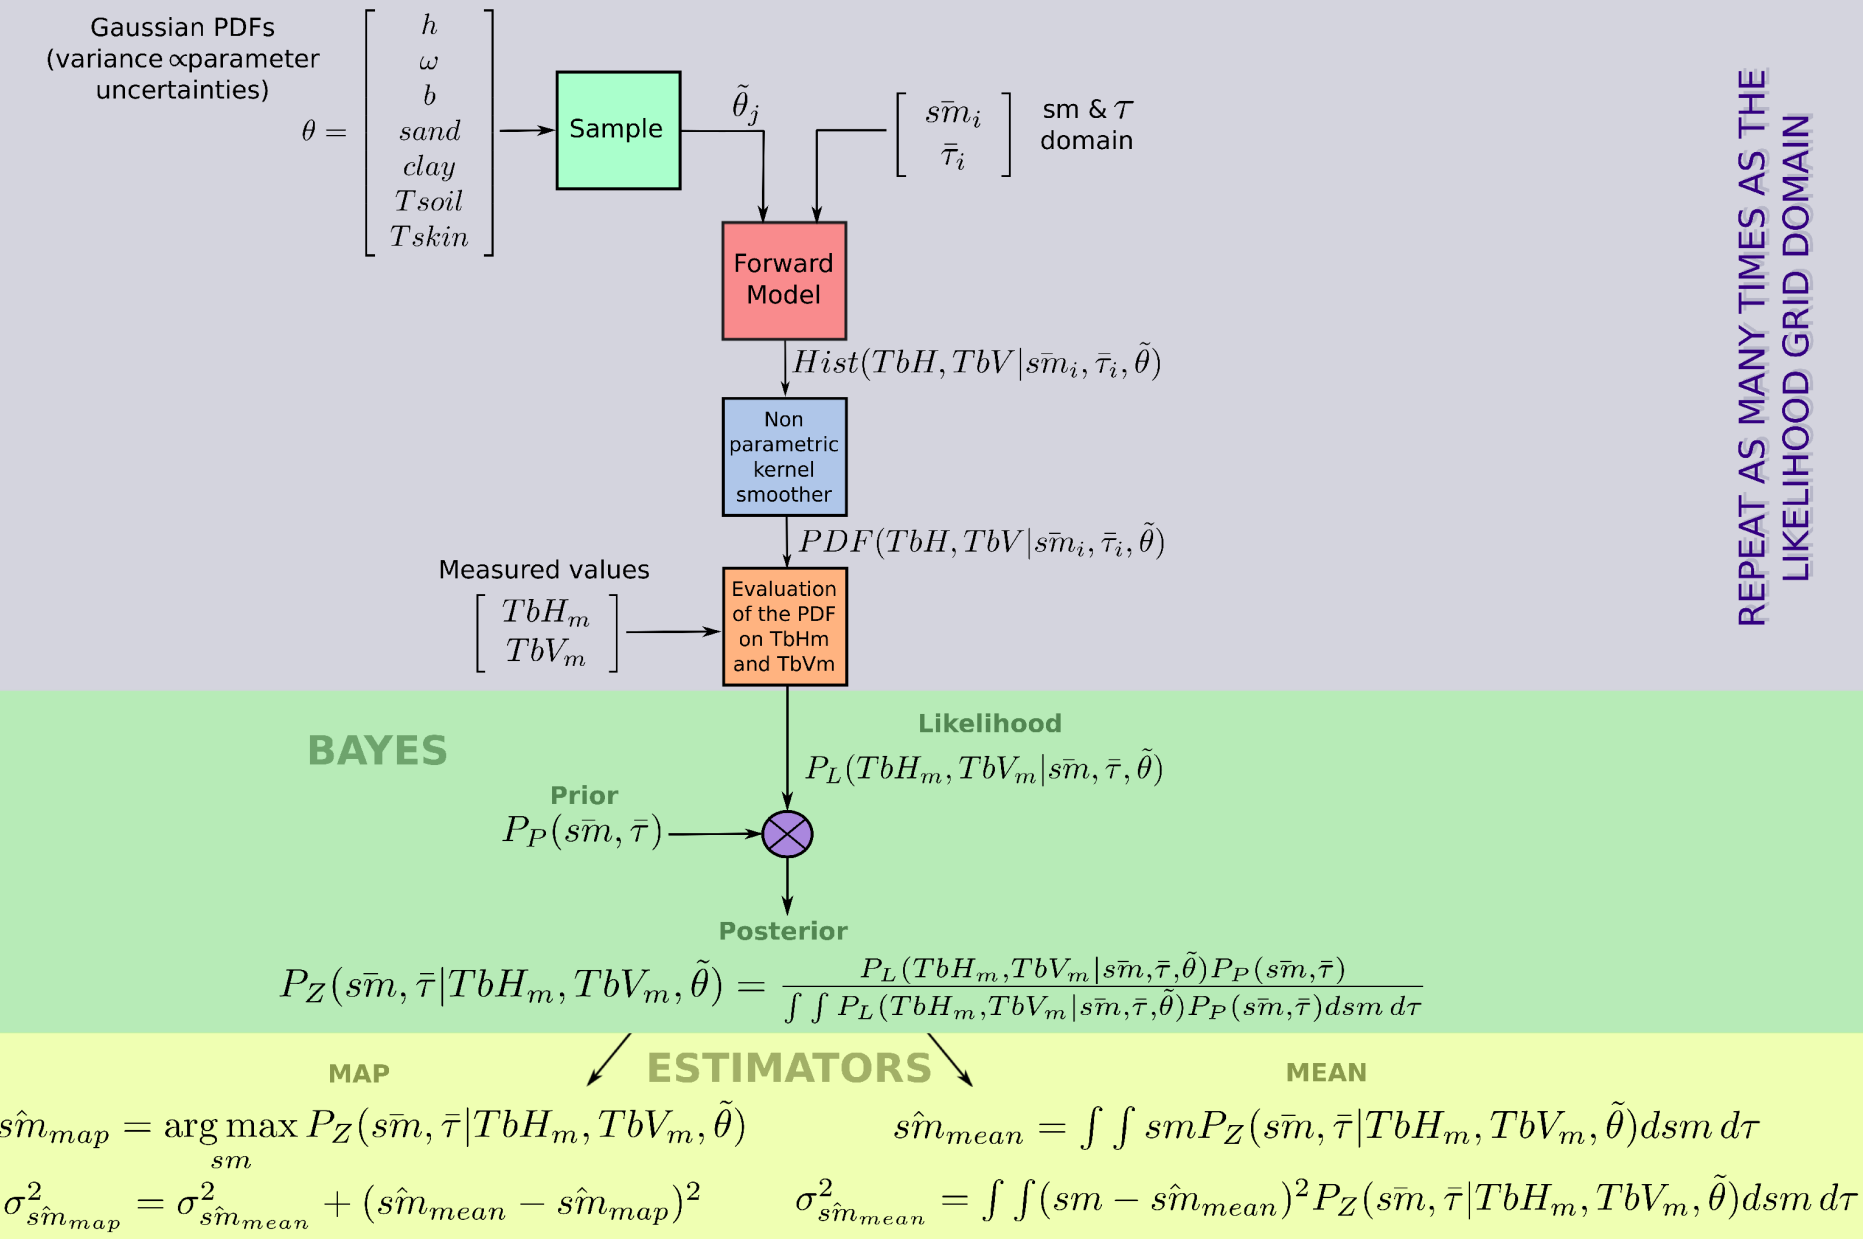 Gaussian PDFs
(variance ∝parameter
uncertainties)
θ =
h
ω
b
sand
clay
Tsoil
Tskin
Sample
θ̃_j
s̄m_i
τ̄_i
sm & τ
domain
Forward
Model
Hist(TbH, TbV|s̄m_i, τ̄_i, θ̃)
Non
parametric
kernel
smoother
PDF(TbH, TbV|s̄m_i, τ̄_i, θ̃)
Measured values
TbH_m
TbV_m
Evaluation
of the PDF
on TbHm
and TbVm
REPEAT AS MANY TIMES AS THE
LIKELIHOOD GRID DOMAIN
BAYES
Likelihood
P_L(TbH_m, TbV_m|s̄m, τ̄, θ̃)
Prior
P_P(s̄m, τ̄)
Posterior
P_Z(s̄m, τ̄|TbH_m, TbV_m, θ̃) = P_L(TbH_m,TbV_m|s̄m,τ̄,θ̃)P_P(s̄m,τ̄) / ∫∫ P_L(TbH_m,TbV_m|s̄m,τ̄,θ̃)P_P(s̄m,τ̄)dsm dτ
ESTIMATORS
MAP
ŝm_map = arg max_sm P_Z(s̄m, τ̄|TbH_m, TbV_m, θ̃)
σ²_ŝm_map = σ²_ŝm_mean + (ŝm_mean − ŝm_map)²
MEAN
ŝm_mean = ∫∫ smP_Z(s̄m, τ̄|TbH_m, TbV_m, θ̃)dsm dτ
σ²_ŝm_mean = ∫∫(sm − ŝm_mean)²P_Z(s̄m, τ̄|TbH_m, TbV_m, θ̃)dsm dτ